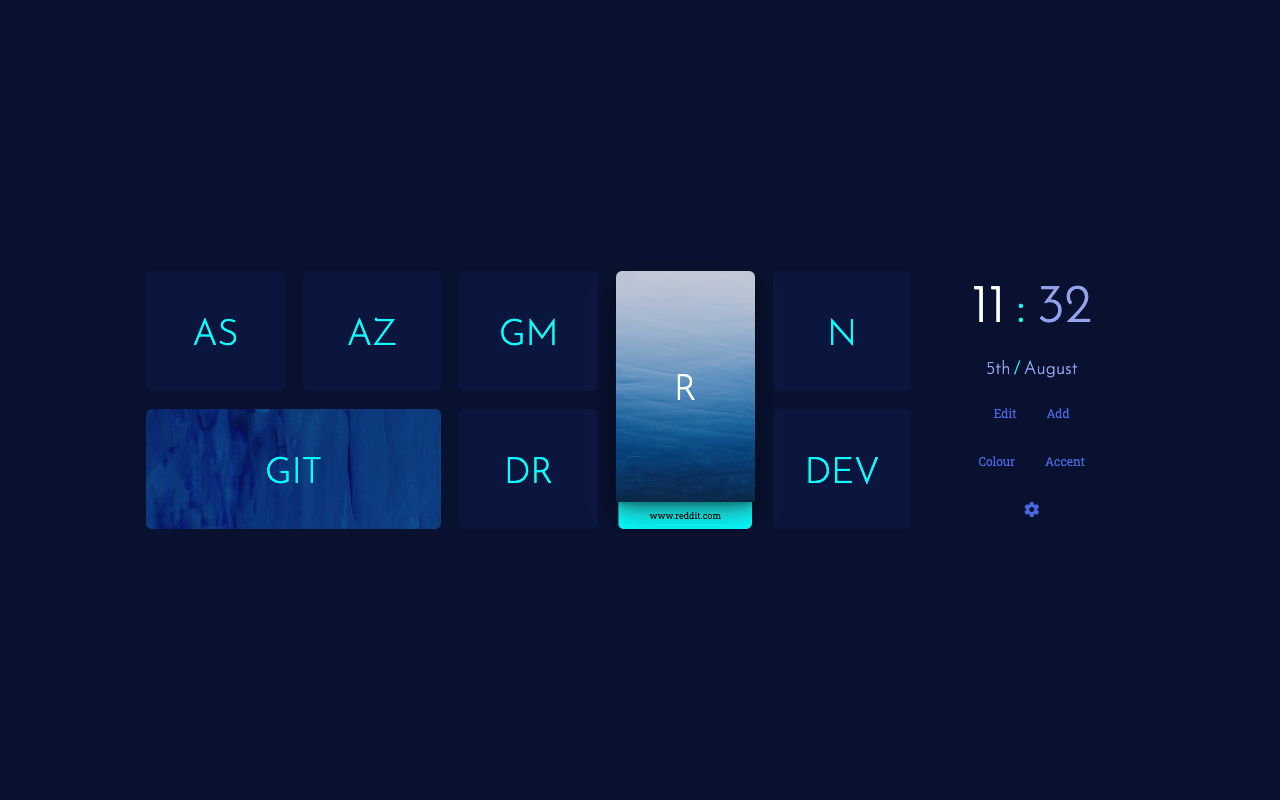 AS
AZ
GM
R
N
GIT
DR
DEV
www.reddit.com
11 : 32
5th / August
Edit Add
Colour Accent